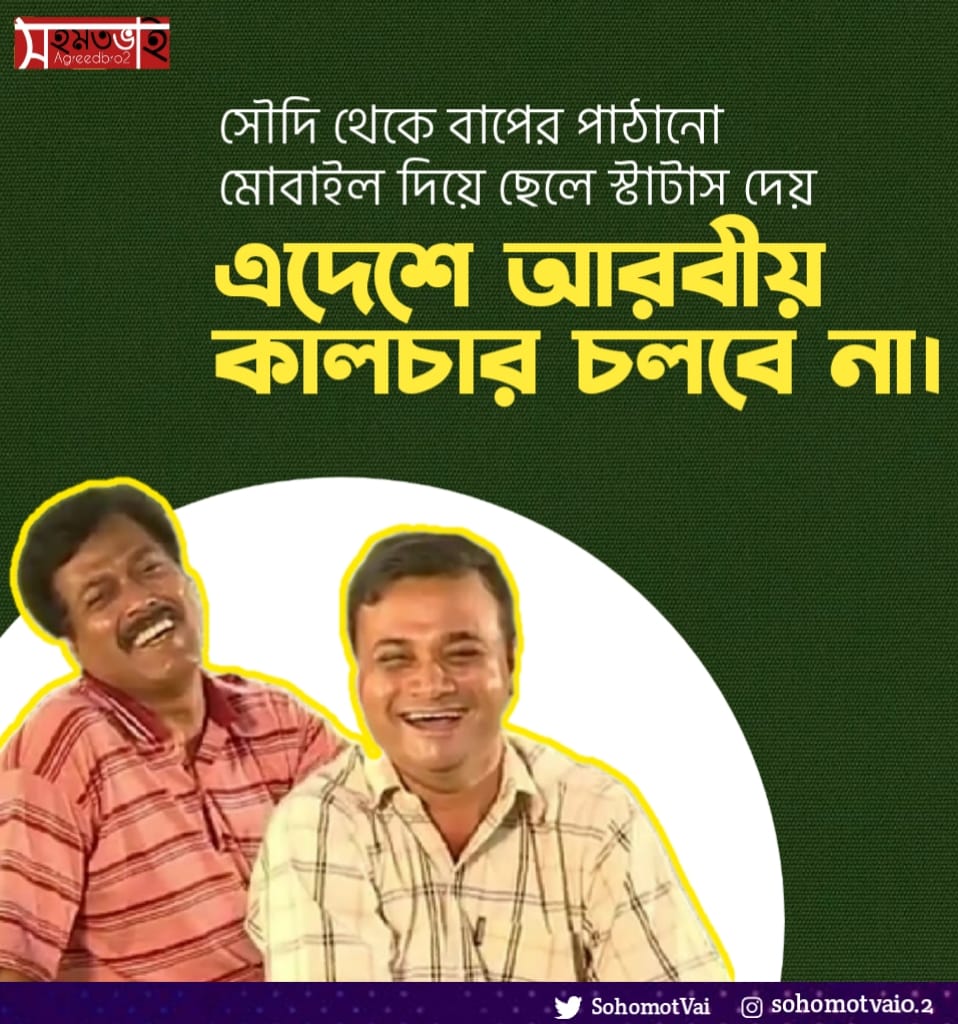 সহমতভাই
Agreedbro2
সৌদি থেকে বাপের পাঠানো
মোবাইল দিয়ে ছেলে স্টাটাস দেয়
এদেশে আরবীয়
কালচার চলবে না।
SohomotVai sohomotvaio.2